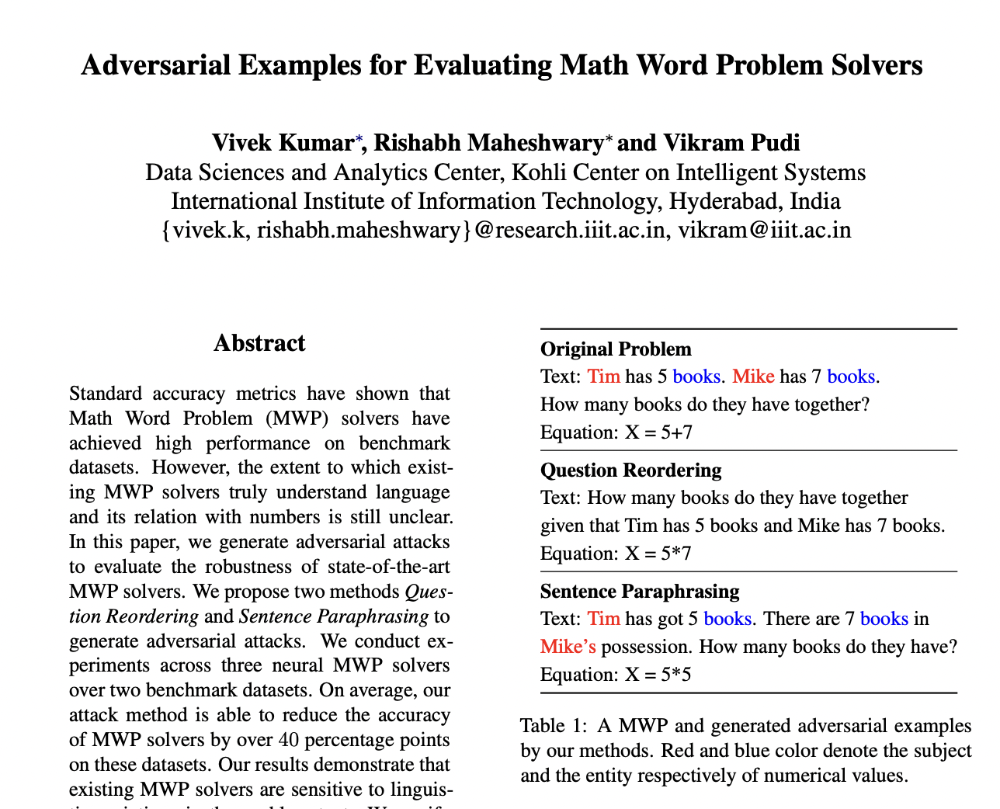 Adversarial Examples for Evaluating Math Word Problem Solvers
Vivek Kumar*, Rishabh Maheshwary* and Vikram Pudi
Data Sciences and Analytics Center, Kohli Center on Intelligent Systems
International Institute of Information Technology, Hyderabad, India
{vivek.k, rishabh.maheshwary}@research.iiit.ac.in, vikram@iiit.ac.in
Abstract
Standard accuracy metrics have shown that
Math Word Problem (MWP) solvers have
achieved high performance on benchmark
datasets. However, the extent to which exist-
ing MWP solvers truly understand language
and its relation with numbers is still unclear.
In this paper, we generate adversarial attacks
to evaluate the robustness of state-of-the-art
MWP solvers. We propose two methods Ques-
tion Reordering and Sentence Paraphrasing to
generate adversarial attacks. We conduct ex-
periments across three neural MWP solvers
over two benchmark datasets. On average, our
attack method is able to reduce the accuracy
of MWP solvers by over 40 percentage points
on these datasets. Our results demonstrate that
existing MWP solvers are sensitive to linguis-
Original Problem
Text: Tim has 5 books. Mike has 7 books.
How many books do they have together?
Equation: X = 5+7
Question Reordering
Text: How many books do they have together
given that Tim has 5 books and Mike has 7 books.
Equation: X = 5*7
Sentence Paraphrasing
Text: Tim has got 5 books. There are 7 books in
Mike's possession. How many books do they have?
Equation: X = 5*5
Table 1: A MWP and generated adversarial examples
by our methods. Red and blue color denote the subject
and the entity respectively of numerical values.